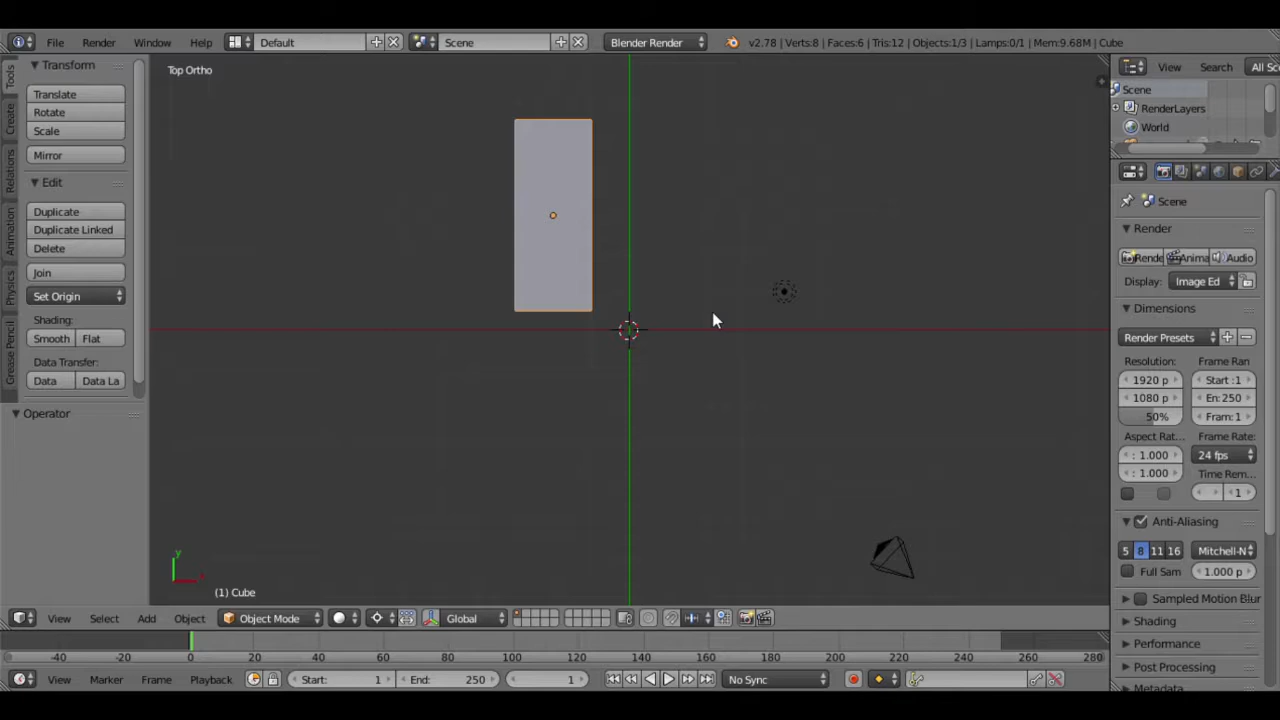 File Render Window Help Default Scene Blender Render v2.78 | Verts:8 | Faces:6 | Tris:12 | Objects:1/3 | Lamps:0/1 | Mem:9.68M | Cube
Tools
Create
Relations
Animation
Physics
Grease Pencil
Transform
Translate
Rotate
Scale
Mirror
Edit
Duplicate
Duplicate Linked
Delete
Join
Set Origin
Shading:
Smooth Flat
Data Transfer:
Data Data La
Operator
Top Ortho
y
(1) Cube
View Search All Sc
Scene
RenderLayers
World
Scene
Render
Rende Anima Audio
Display: Image Ed
Dimensions
Render Presets
Resolution: Frame Ran
1920 p Start :1
1080 p En: 250
50% Fram: 1
Aspect Rat... Frame Rate:
: 1.000 24 fps
: 1.000 Time Rem...
1
Anti-Aliasing
5 8 11 16 Mitchell-N
Full Sam 1.000 p
Sampled Motion Blur
Shading
Performance
Post Processing
Metadata
View Select Add Object Object Mode Global
-40 -20 0 20 40 60 80 100 120 140 160 180 200 220 240 260 280
View Marker Frame Playback Start: 1 End: 250 1 No Sync